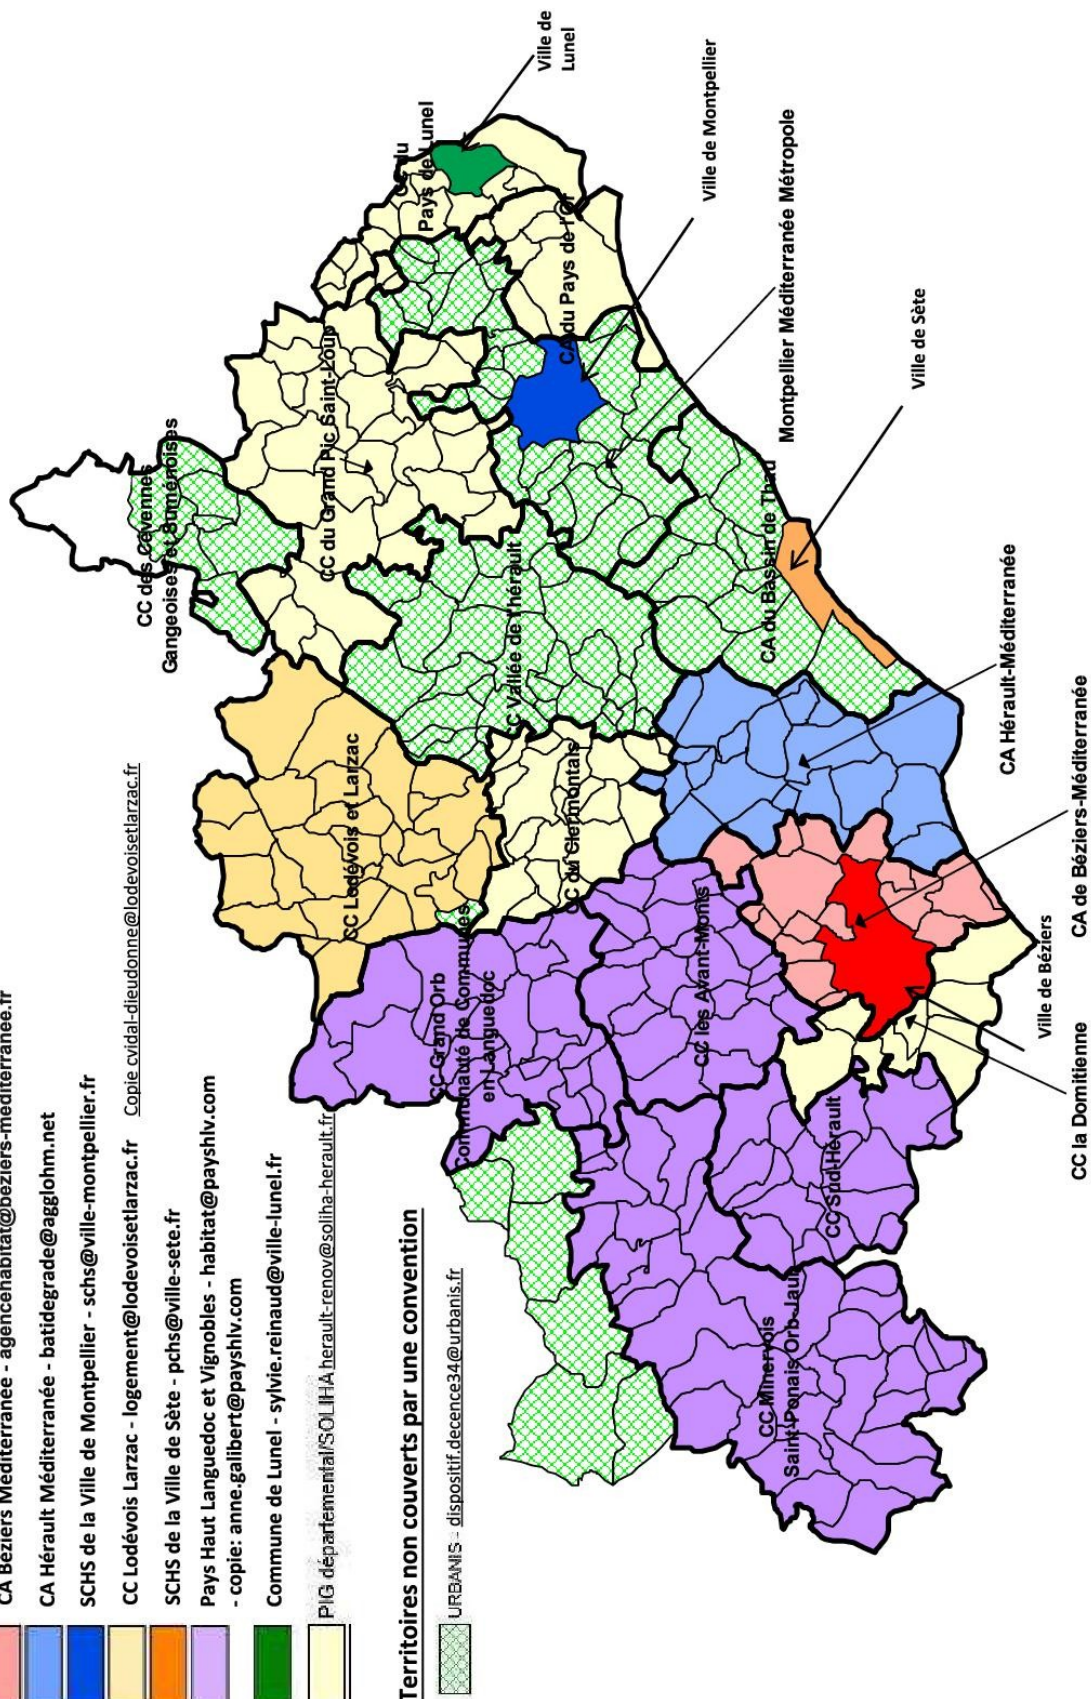 CA Béziers Méditerranée - agencehabitat@beziers-mediterranee.fr
CA Hérault Méditerranée - batidegrade@agglohm.net
SCHS de la Ville de Montpellier - schs@ville-montpellier.fr
CC Lodévois Larzac - logement@lodevoisetlarzac.fr
Copie cvidal-dieudonne@lodevoisetlarzac.fr
SCHS de la Ville de Sète - pchs@ville-sete.fr
Pays Haut Languedoc et Vignobles - habitat@payshlv.com
- copie: anne.galibert@payshlv.com
Commune de Lunel - sylvie.reinaud@ville-lunel.fr
PIG départemental/SOLIHA herault-renov@soliha-herault.fr
Territoires non couverts par une convention
URBANIS - dispositif.decence34@urbanis.fr
CC des Cévennes
Gangeoises et Suménoises
CC du Grand Pic Saint-Loup
CC du
Pays de Lunel
Ville de
Lunel
CC Lodévois et Larzac
CC Vallée de l'hérault
CA du Pays de l'Or
Ville de Montpellier
Montpellier Méditerranée Métropole
CC Grand Orb
Communauté de Communes
en Languedoc
CC du Clermontais
CA du Bassin de Thau
Ville de Sète
CC les Avant-Monts
CA Hérault-Méditerranée
CC Minervois
Saint-Ponais Orb-Jaur
CC Sud-Hérault
CC la Domitienne
Ville de Béziers
CA de Béziers-Méditerranée